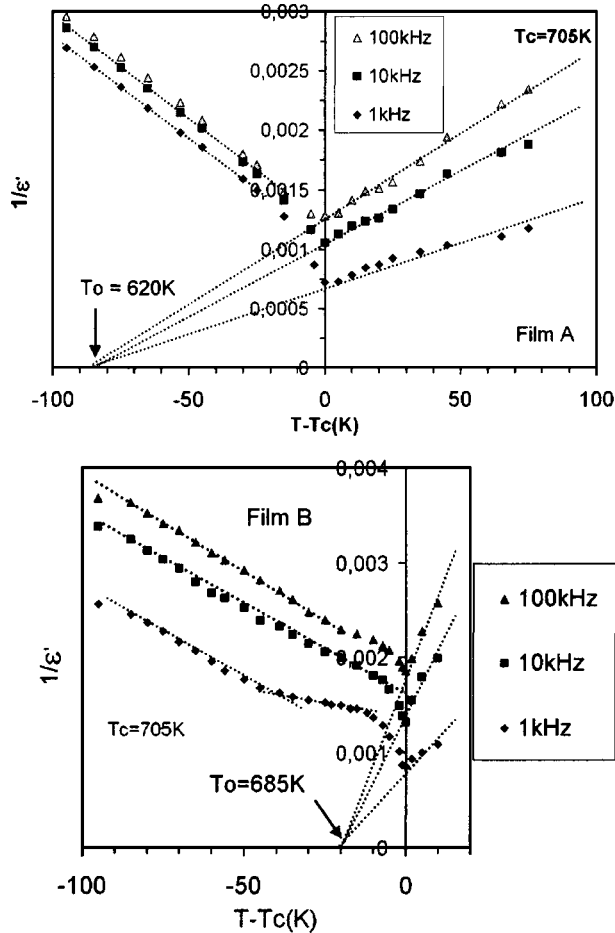 0,003
Tc=705K
100kHz
10kHz
1kHz
0,0025
0,002
0,0015
0,001
0,0005
0
1/ε'
To = 620K
Film A
-100
-50
0
50
100
T-Tc(K)
0,004
Film B
0,003
100kHz
10kHz
1kHz
0,002
1/ε'
Tc=705K
0,001
To=685K
0
-100
-50
0
T-Tc(K)